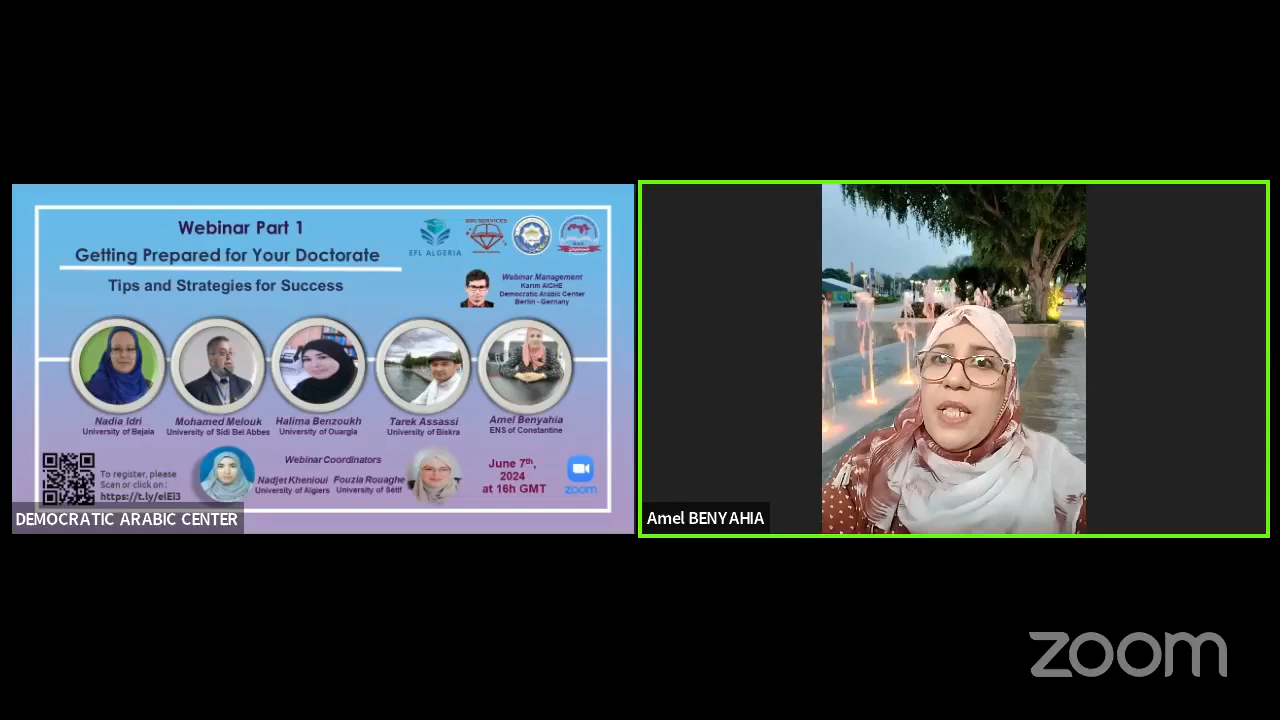 Webinar Part 1
Getting Prepared for Your Doctorate
Tips and Strategies for Success
EFL ALGERIA
Webinar Management
Karim AICHE
Democratic Arabic Center
Berlin - Gernany
Nadia Idri
University of Bejaia
Mohamed Melouk
University of Sidi Bel Abbes
Halima Benzoukh
University of Ouargla
Tarek Assassi
University of Biskra
Amel Benyahia
ENS of Constantine
To register, please
Scen or click on:
https://t.ly/elEi3
Webinar Coordinators
Nadjet Khenioui
University of Algiers
Fouzia Rouaghe
University of Setif
June 7th,
2024
at 16h GMT
zoom
DEMOCRATIC ARABIC CENTER
Amel BENYAHIA
zoom